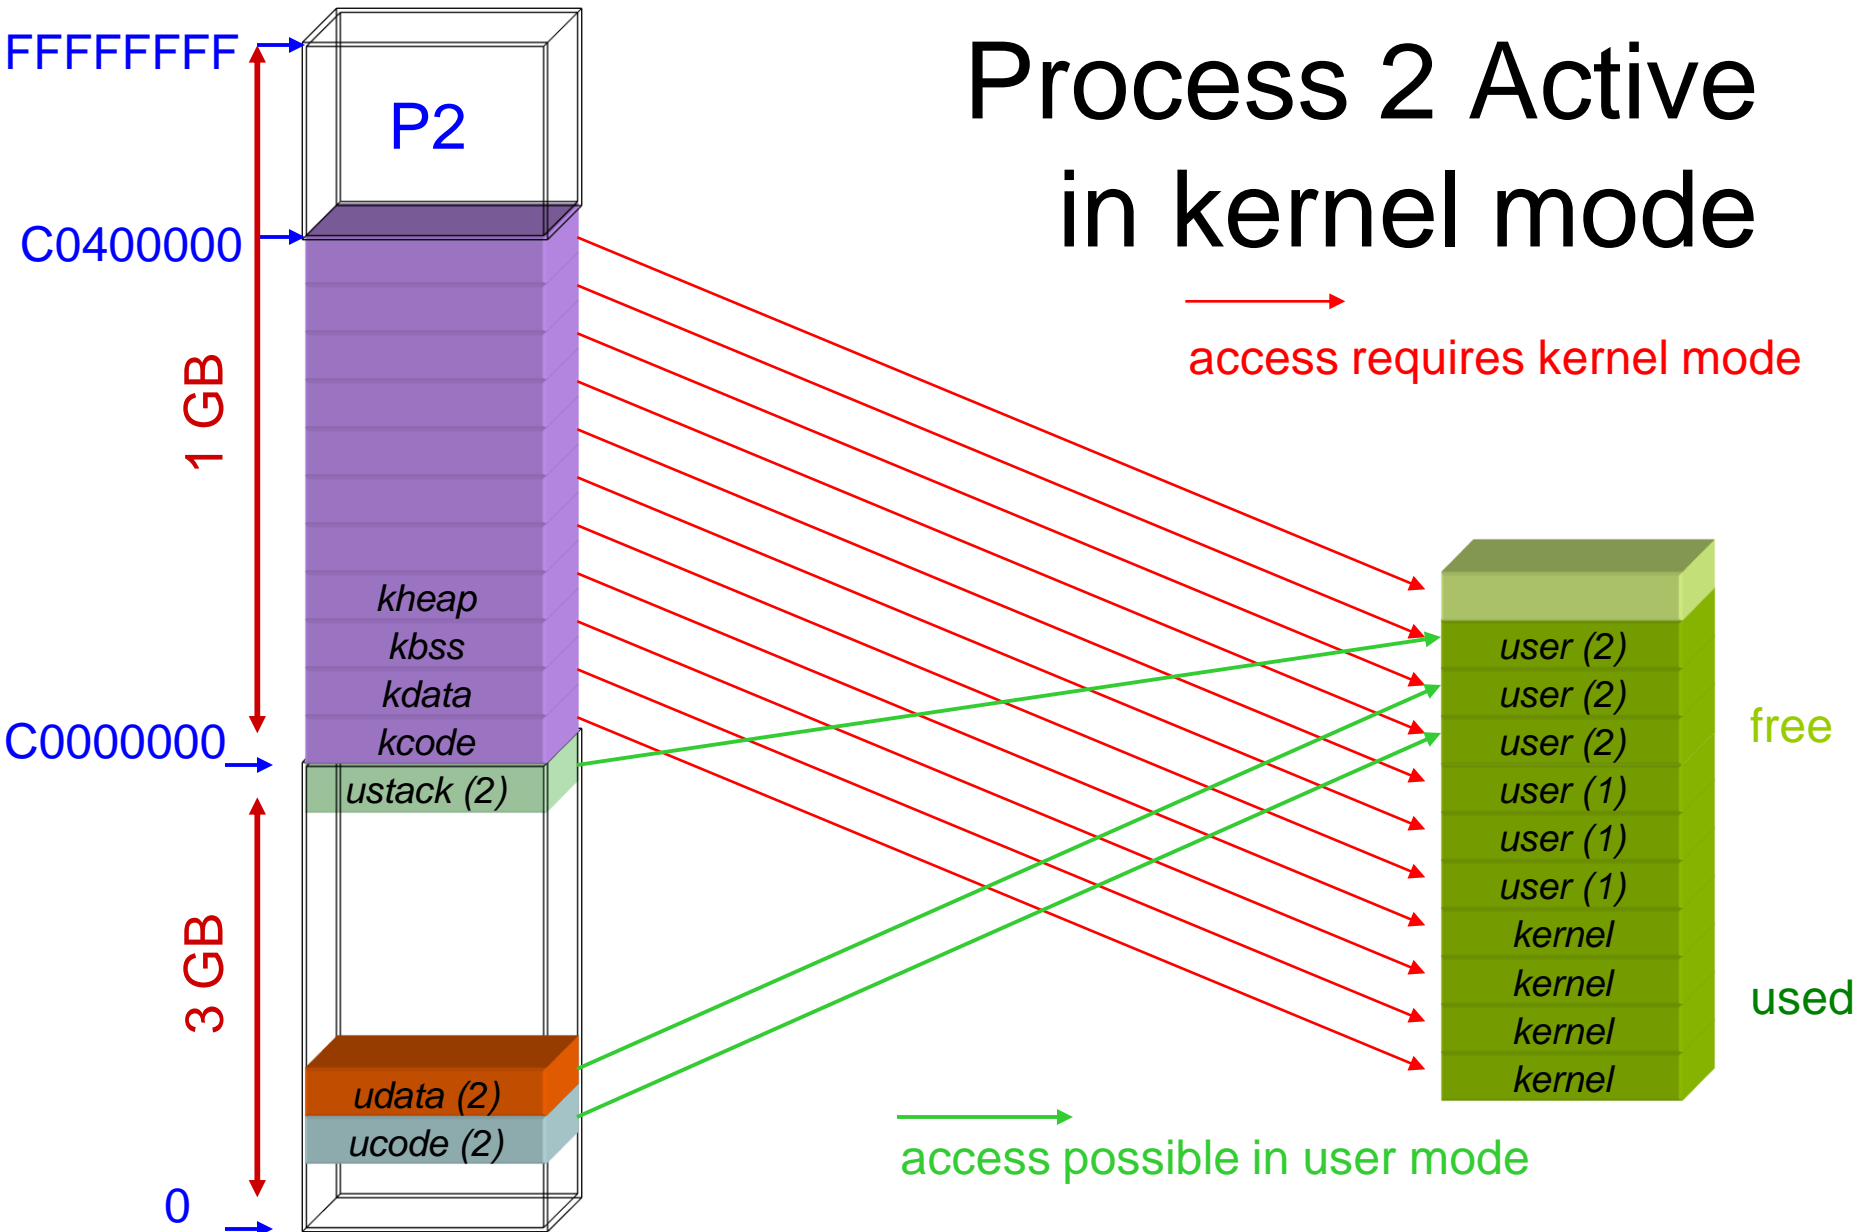 Process 2 Active
in kernel mode
FFFFFFFF
P2
C0400000
access requires kernel mode
1 GB
kheap
kbss
kdata
kcode
C0000000
ustack (2)
3 GB
udata (2)
ucode (2)
0
user (2)
user (2)
user (2)
user (1)
user (1)
user (1)
kernel
kernel
kernel
kernel
free
used
access possible in user mode